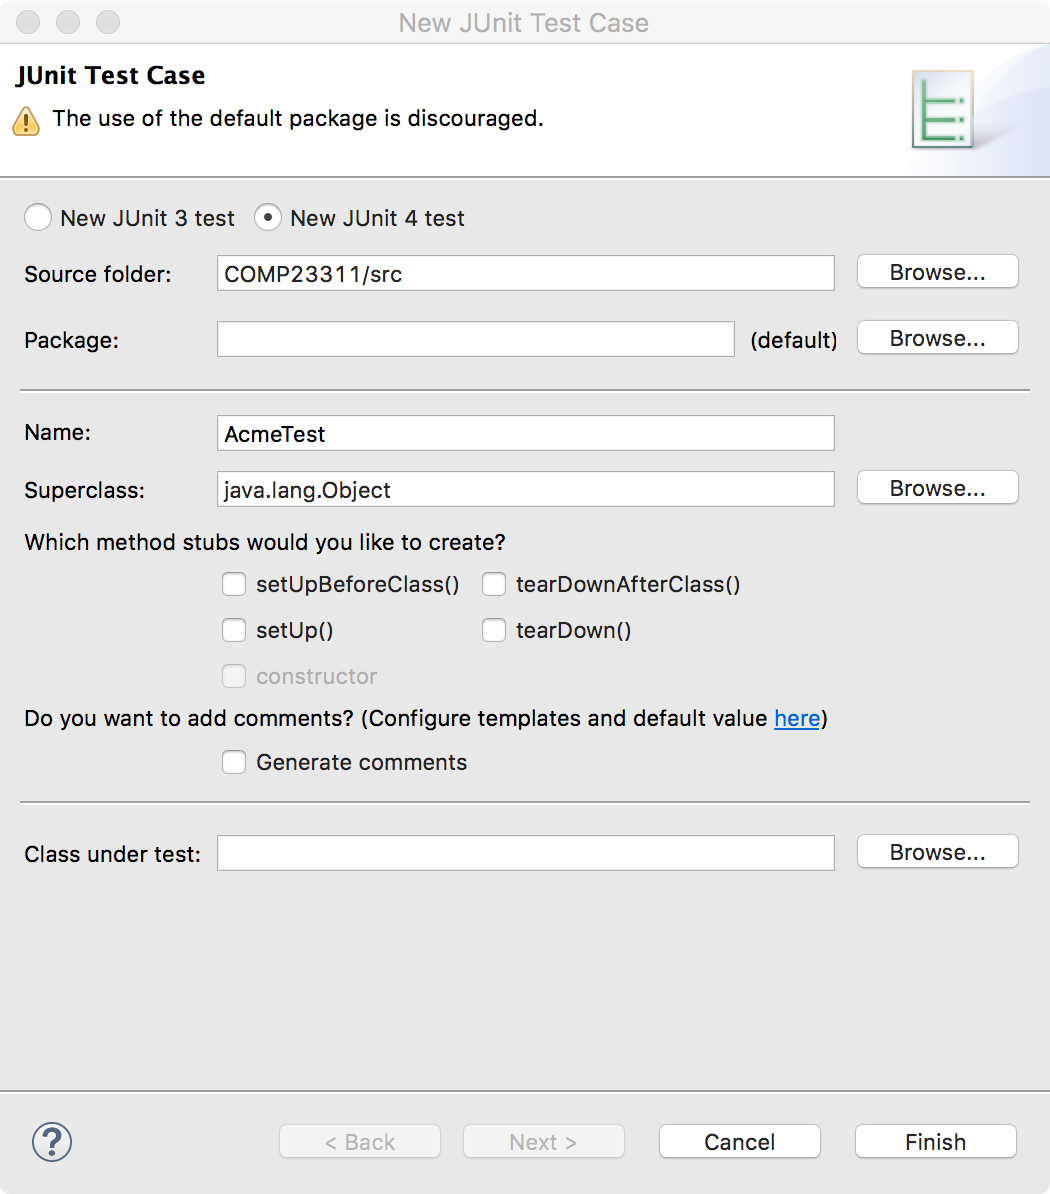 New JUnit Test Case
JUnit Test Case
The use of the default package is discouraged.
New JUnit 3 test New JUnit 4 test
Source folder: COMP23311/src Browse...
Package: (default) Browse...
Name: AcmeTest
Superclass: java.lang.Object Browse...
Which method stubs would you like to create?
setUpBeforeClass() tearDownAfterClass()
setUp() tearDown()
constructor
Do you want to add comments? (Configure templates and default value here)
Generate comments
Class under test: Browse...
? < Back Next > Cancel Finish